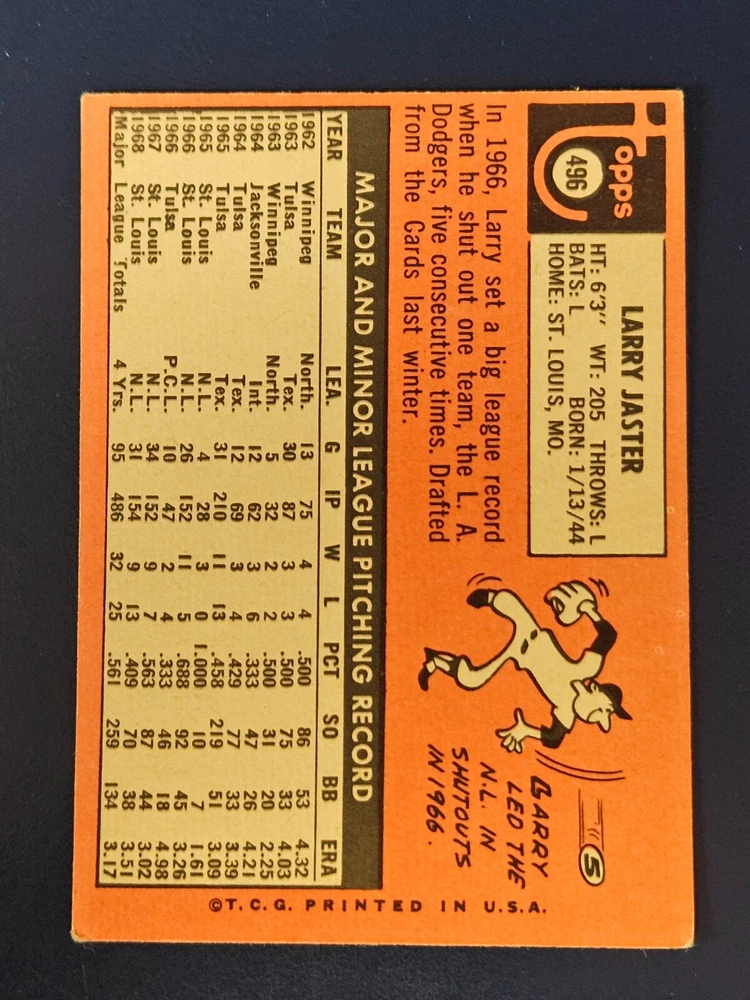 Topps
496
LARRY JASTER
HT: 6'3" WT: 205 THROWS: L
BATS: L BORN: 1/13/44
HOME: ST. LOUIS, MO.
In 1966, Larry set a big league record
when he shut out one team, the L. A.
Dodgers, five consecutive times. Drafted
from the Cards last winter.
5
BARRY
LED THE
N.L. IN
SHUTOUTS
IN 1966.
MAJOR AND MINOR LEAGUE PITCHING RECORD
YEAR TEAM LEA. G IP W L PCT SO BB ERA
1962 Winnipeg North. 13 75 4 4 .500 86 53 4.32
1963 Tulsa Tex. 30 87 3 3 .500 75 33 4.03
1963 Winnipeg North. 5 32 2 2 .500 31 20 2.25
1964 Jacksonville Int. 12 62 3 6 .333 47 26 4.21
1964 Tulsa Tex. 12 69 3 4 .429 77 33 3.39
1965 Tulsa Tex. 31 210 11 13 .458 219 51 3.09
1965 St. Louis N.L. 4 28 3 0 1.000 10 7 1.61
1966 St. Louis N.L. 26 152 11 5 .688 92 45 3.26
1966 Tulsa P.C.L. 10 47 2 4 .333 46 18 4.98
1967 St. Louis N.L. 34 152 9 7 .563 87 44 3.02
1968 St. Louis N.L. 31 154 9 13 .409 70 38 3.51
Major League Totals 4 Yrs. 95 486 32 25 .561 259 134 3.17
©T.C.G. PRINTED IN U.S.A.